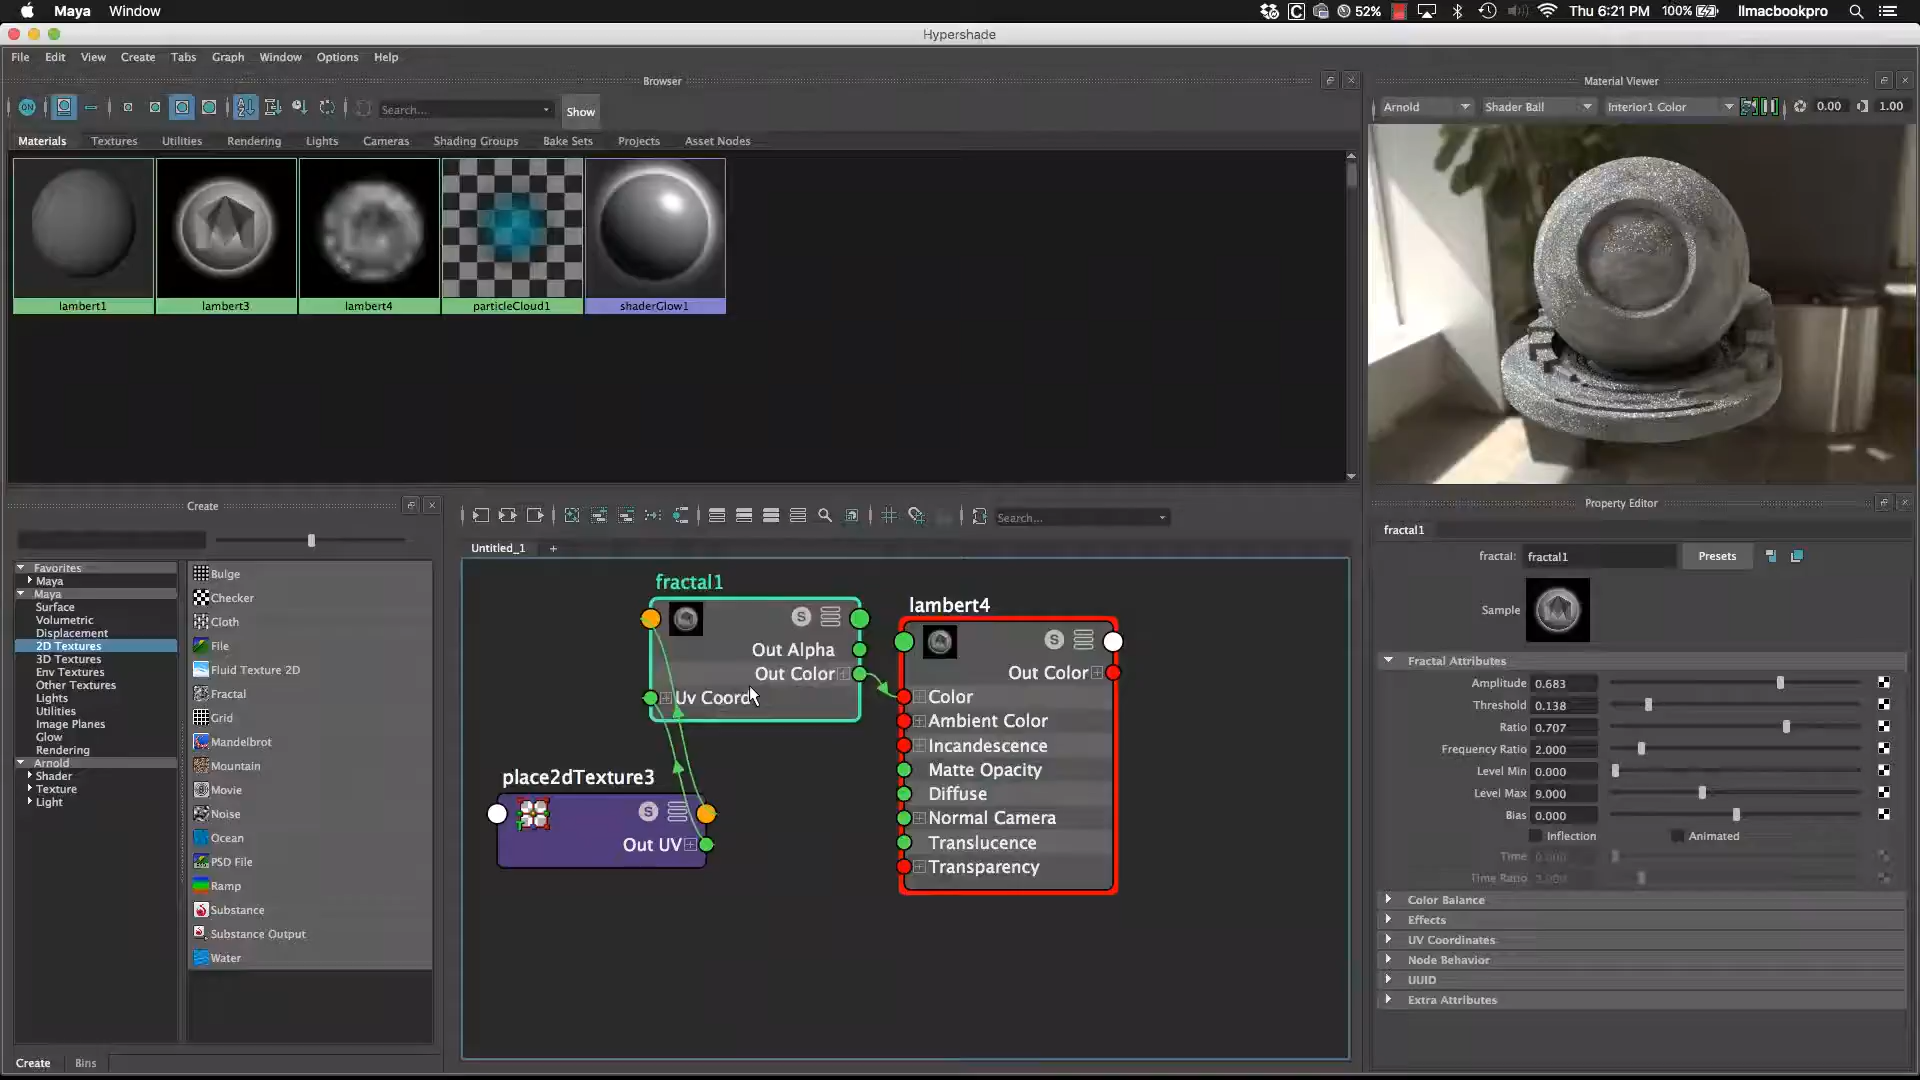 Maya Window
52% Thu 6:21 PM 100% llmacbookpro
Hypershade
File Edit View Create Tabs Graph Window Options Help
Browser
ON Search... Show
Materials Textures Utilities Rendering Lights Cameras Shading Groups Bake Sets Projects Asset Nodes
lambert1 lambert3 lambert4 particleCloud1 shaderGlow1
Material Viewer
Arnold Shader Ball Interior1 Color 0.00 1.00
Create
Favorites
Maya
Maya
Surface
Volumetric
Displacement
2D Textures
3D Textures
Env Textures
Other Textures
Lights
Utilities
Image Planes
Glow
Rendering
Arnold
Shader
Texture
Light
Bulge
Checker
Cloth
File
Fluid Texture 2D
Fractal
Grid
Mandelbrot
Mountain
Movie
Noise
Ocean
PSD File
Ramp
Substance
Substance Output
Water
Create Bins
Search...
Untitled_1 +
fractal1
S
Out Alpha
Out Color
Uv Coord
place2dTexture3
S
Out UV
lambert4
S
Out Color
Color
Ambient Color
Incandescence
Matte Opacity
Diffuse
Normal Camera
Translucence
Transparency
Property Editor
fractal1
fractal: fractal1 Presets
Sample
Fractal Attributes
Amplitude 0.683
Threshold 0.138
Ratio 0.707
Frequency Ratio 2.000
Level Min 0.000
Level Max 9.000
Bias 0.000
Inflection Animated
Time 0.000
Time Ratio 2.000
Color Balance
Effects
UV Coordinates
Node Behavior
UUID
Extra Attributes